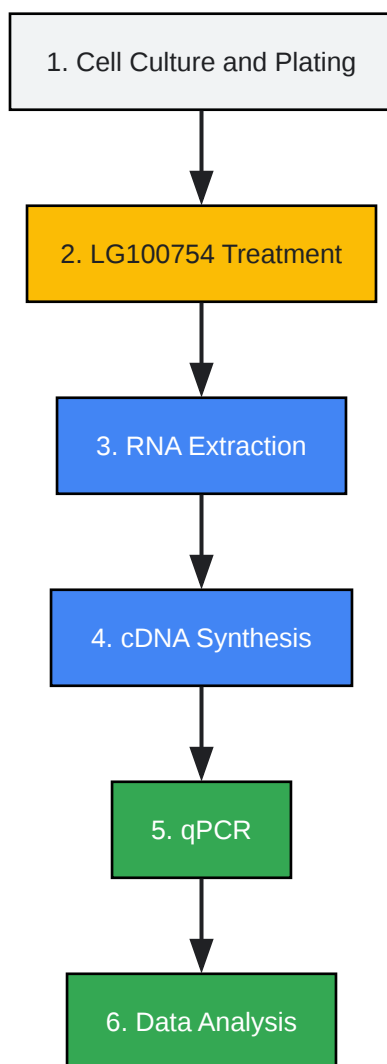 1. Cell Culture and Plating
2. LG100754 Treatment
3. RNA Extraction
4. cDNA Synthesis
5. qPCR
6. Data Analysis